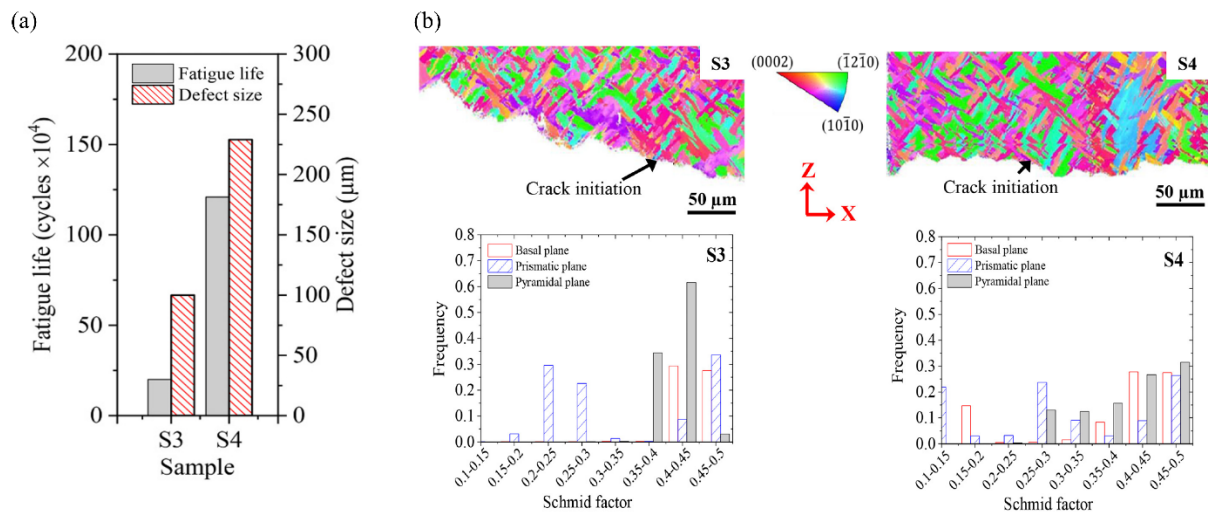 (a)
200
150
100
50
0
Fatigue life (cycles ×10⁴)
Fatigue life
Defect size
300
250
200
150
100
50
0
Defect size (µm)
S3 S4
Sample
(b)
S3
Crack initiation
50 µm
(0002) (1̅21̅0)
(101̅0)
Z
X
S4
Crack initiation
50 µm
0.8
0.7
0.6
0.5
0.4
0.3
0.2
0.1
0.0
Frequency
Basal plane
Prismatic plane
Pyramidal plane
S3
0.1-0.15 0.15-0.2 0.2-0.25 0.25-0.3 0.3-0.35 0.35-0.4 0.4-0.45 0.45-0.5
Schmid factor
0.8
0.7
0.6
0.5
0.4
0.3
0.2
0.1
0.0
Frequency
Basal plane
Prismatic plane
Pyramidal plane
S4
0.1-0.15 0.15-0.2 0.2-0.25 0.25-0.3 0.3-0.35 0.35-0.4 0.4-0.45 0.45-0.5
Schmid factor